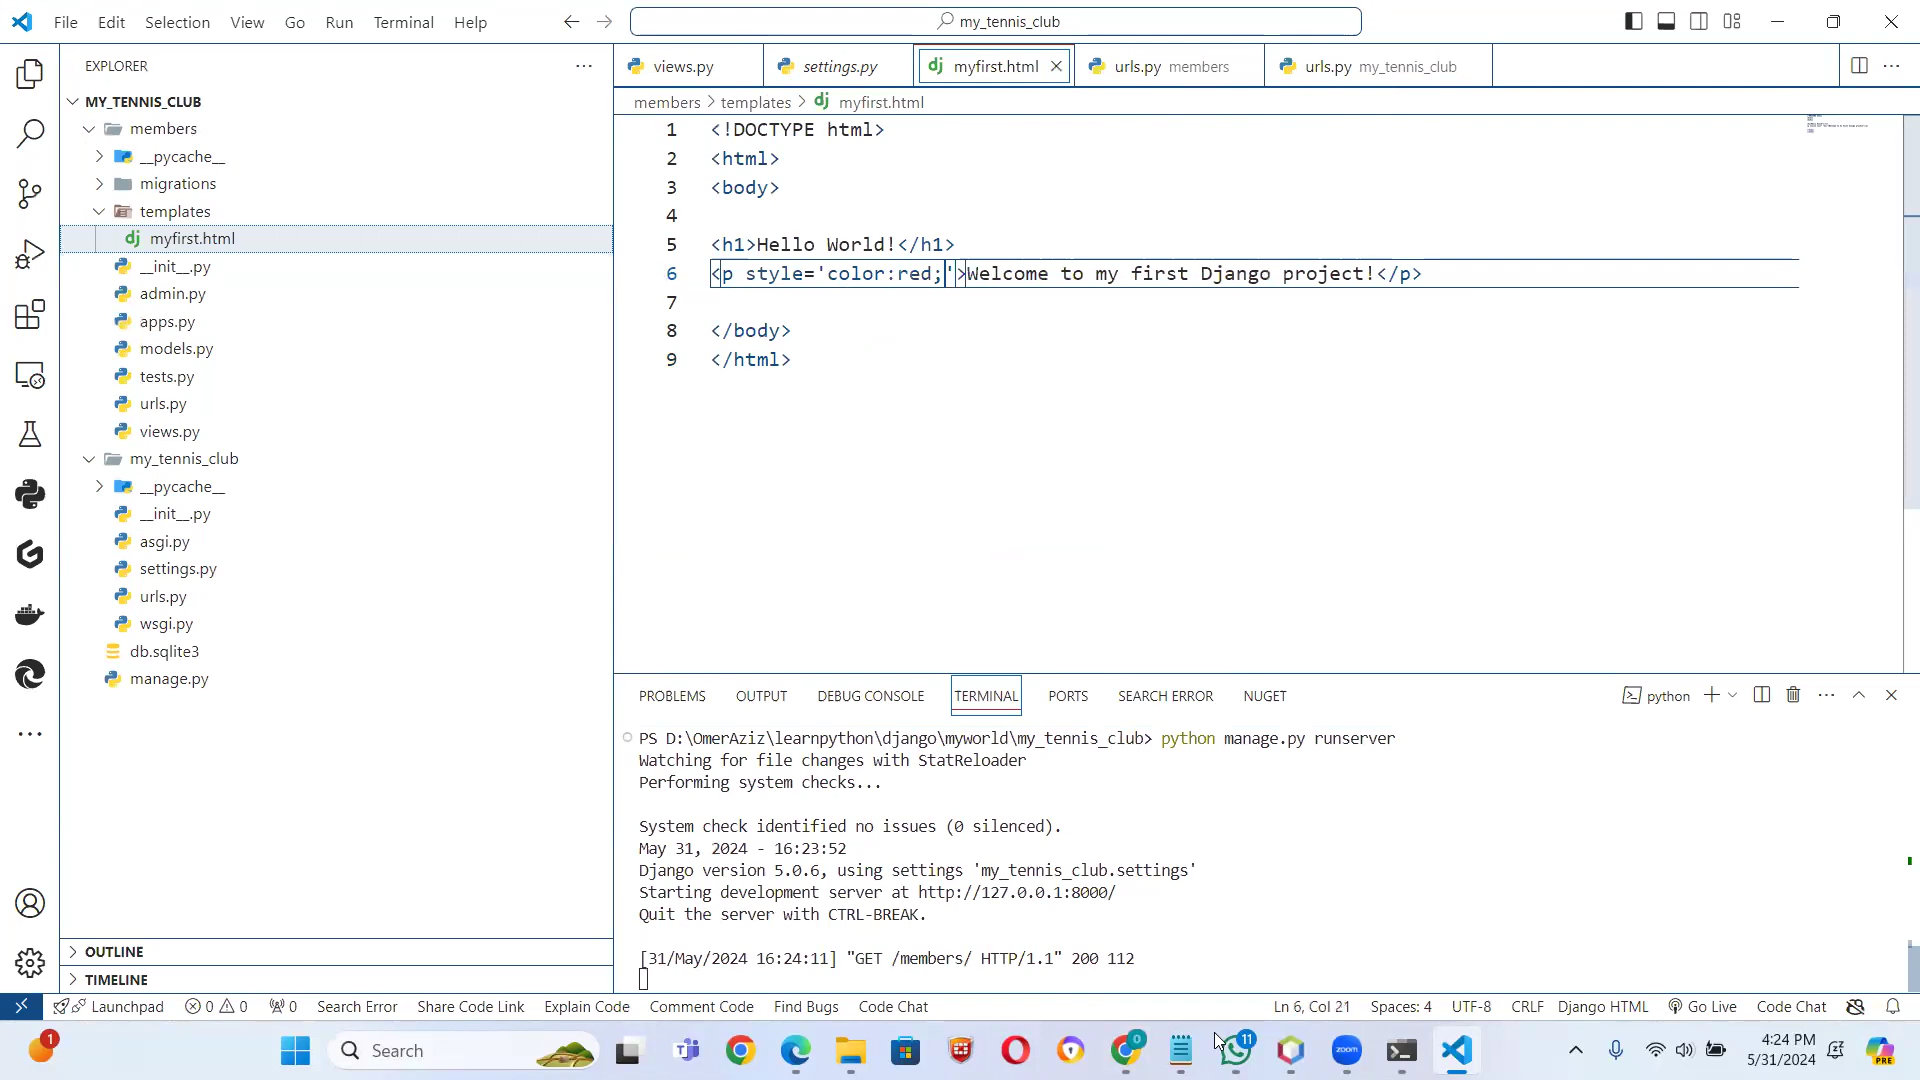 File Edit Selection View Go Run Terminal Help
my_tennis_club
EXPLORER
views.py
settings.py
myfirst.html
urls.py members
urls.py my_tennis_club
members > templates > myfirst.html
MY_TENNIS_CLUB
members
__pycache__
migrations
templates
myfirst.html
__init__.py
admin.py
apps.py
models.py
tests.py
urls.py
views.py
my_tennis_club
__pycache__
__init__.py
asgi.py
settings.py
urls.py
wsgi.py
db.sqlite3
manage.py
OUTLINE
TIMELINE
1 <!DOCTYPE html>
2 <html>
3 <body>
4
5 <h1>Hello World!</h1>
6 <p style='color:red;'>Welcome to my first Django project!</p>
7
8 </body>
9 </html>
PROBLEMS OUTPUT DEBUG CONSOLE TERMINAL PORTS SEARCH ERROR NUGET
python
PS D:\OmerAziz\learnpython\django\myworld\my_tennis_club> python manage.py runserver
Watching for file changes with StatReloader
Performing system checks...
System check identified no issues (0 silenced).
May 31, 2024 - 16:23:52
Django version 5.0.6, using settings 'my_tennis_club.settings'
Starting development server at http://127.0.0.1:8000/
Quit the server with CTRL-BREAK.
[31/May/2024 16:24:11] "GET /members/ HTTP/1.1" 200 112
Launchpad 0 0 0 Search Error Share Code Link Explain Code Comment Code Find Bugs Code Chat
Ln 6, Col 21 Spaces: 4 UTF-8 CRLF Django HTML Go Live Code Chat
1
Search
0
11
zoom
4:24 PM
5/31/2024
PRE